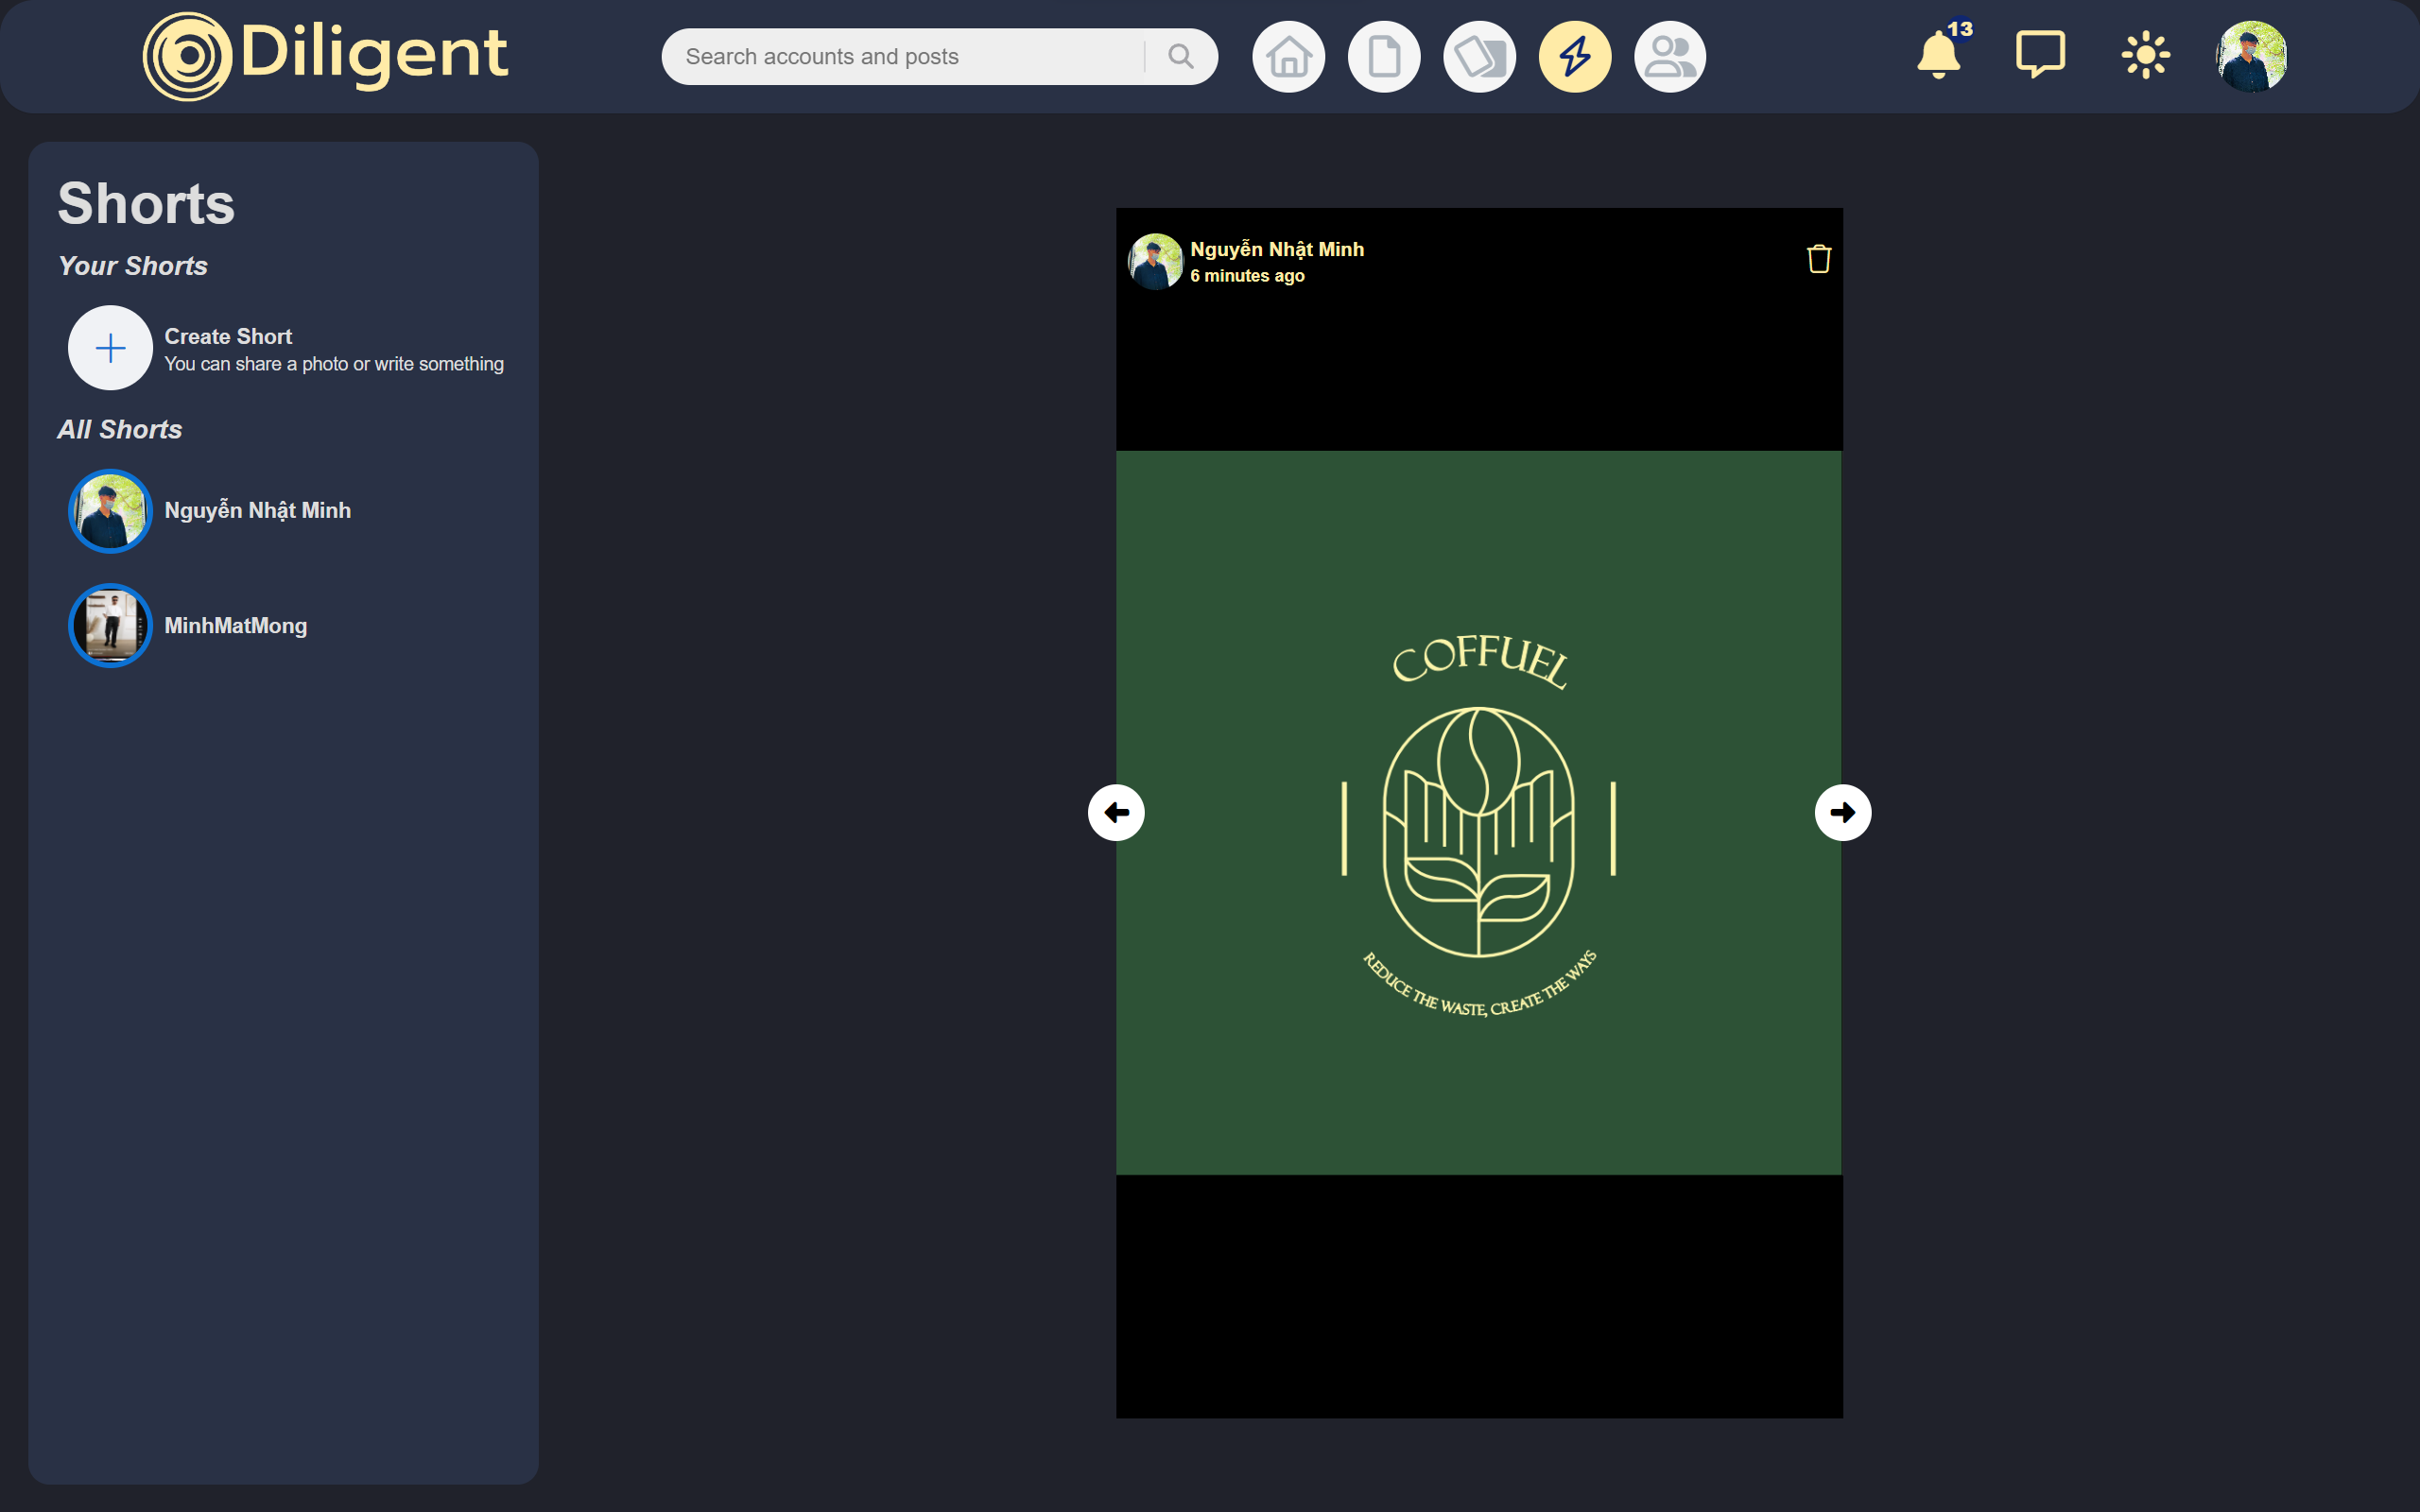 Diligent
Search accounts and posts
13
Shorts
Your Shorts
Create Short
You can share a photo or write something
All Shorts
Nguyễn Nhật Minh
MinhMatMong
Nguyễn Nhật Minh
6 minutes ago
COFFUEL
REDUCE THE WASTE, CREATE THE WAYS